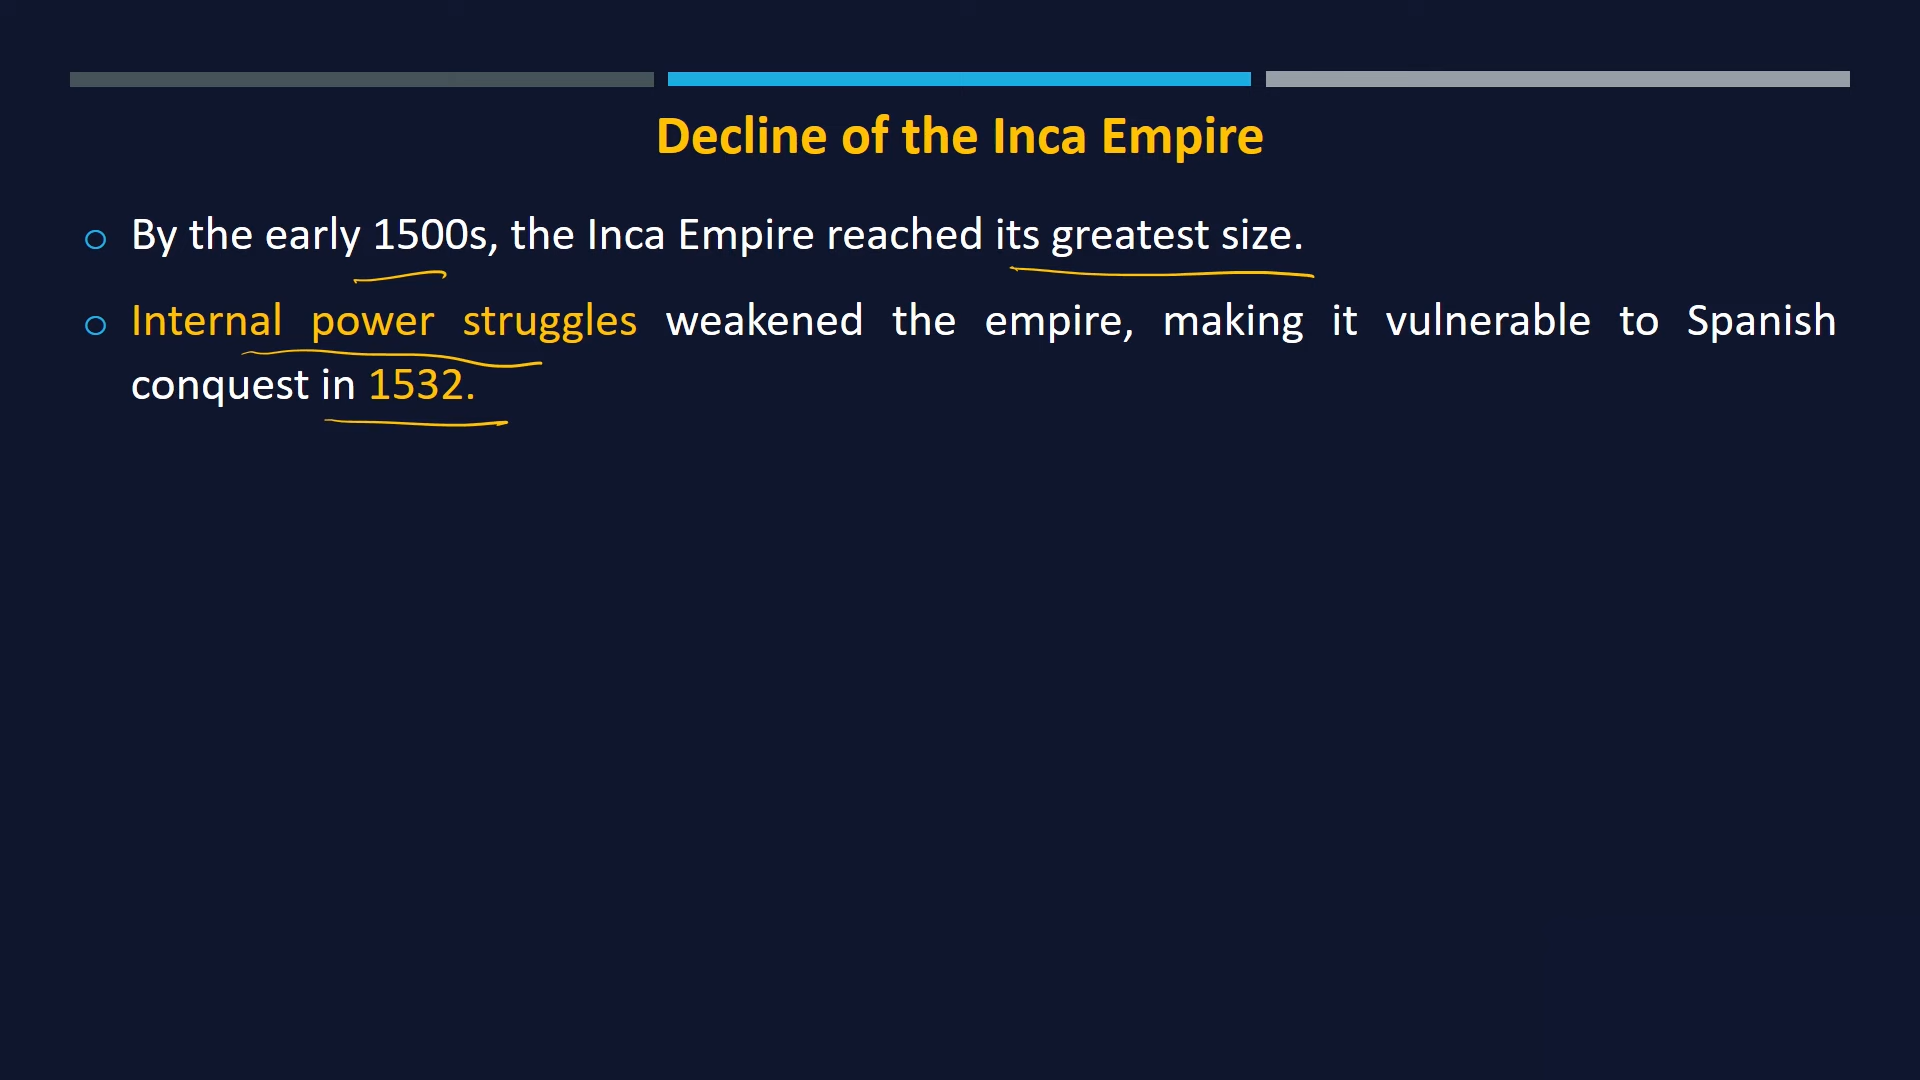 Decline of the Inca Empire
By the early 1500s, the Inca Empire reached its greatest size.
Internal power struggles weakened the empire, making it vulnerable to Spanish
conquest in 1532.